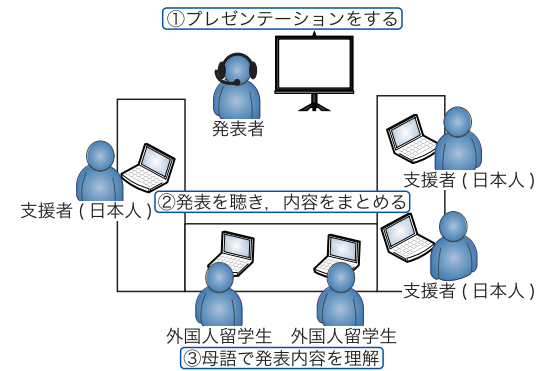 ①プレゼンテーションをする
発表者
支援者(日本人)
支援者(日本人)
②発表を聴き，内容をまとめる
支援者(日本人)
外国人留学生
外国人留学生
③母語で発表内容を理解